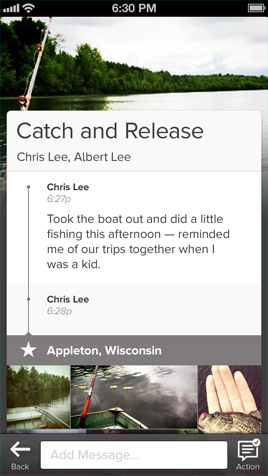 6:30 PM
Catch and Release
Chris Lee, Albert Lee
Chris Lee
6:27p
Took the boat out and did a little
fishing this afternoon — reminded
me of our trips together when I
was a kid.
Chris Lee
6:28p
Appleton, Wisconsin
Back
Add Message...
Action